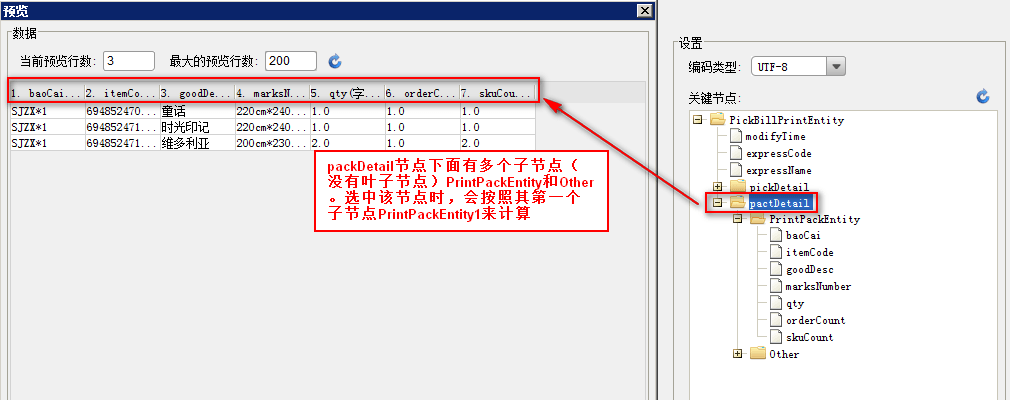 预览
数据
当前预览行数: 3 最大的预览行数: 200
1. baoCai... 2. itemCo... 3. goodDe... 4. marksN... 5. qty(字... 6. orderC... 7. skuCou...
SJZX*1 694852470... 童话 220cm*240... 1.0 1.0 1.0
SJZX*1 694852471... 时光印记 220cm*240... 1.0 1.0 1.0
SJZX*1 694852471... 维多利亚 200cm*230... 2.0 1.0 2.0
packDetail节点下面有多个子节点（
没有叶子节点）PrintPackEntity和Other
。选中该节点时，会按照其第一个
子节点PrintPackEntity1来计算
设置
编码类型: UTF-8
关键节点:
PickBillPrintEntity
modifyTime
expressCode
expressName
pickDetail
pactDetail
PrintPackEntity
baoCai
itemCode
goodDesc
marksNumber
qty
orderCount
skuCount
Other